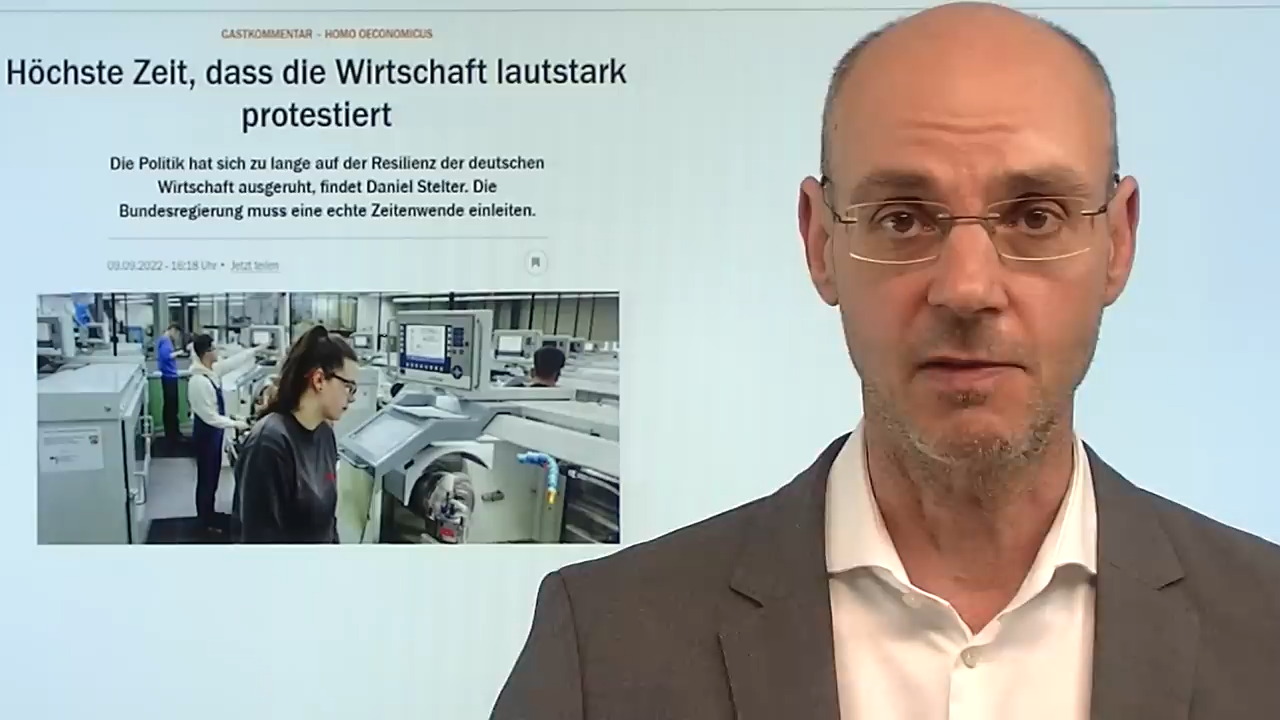 GASTKOMMENTAR - HOMO OECONOMICUS
Höchste Zeit, dass die Wirtschaft lautstark
protestiert
Die Politik hat sich zu lange auf der Resilienz der deutschen
Wirtschaft ausgeruht, findet Daniel Stelter. Die
Bundesregierung muss eine echte Zeitenwende einleiten.
09.09.2022 - 16:18 Uhr • Jetzt teilen